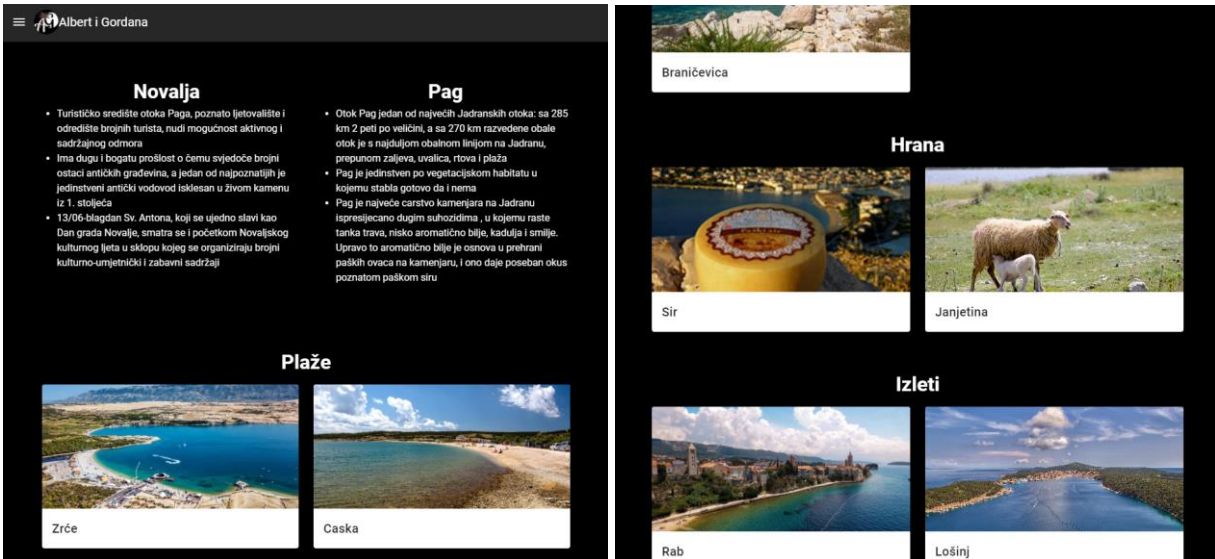 Albert i Gordana
Novalja
Turističko središte otoka Paga, poznato ljetovalište i
odredište brojnih turista, nudi mogućnost aktivnog i
sadržajnog odmora
Ima dugu i bogatu prošlost o čemu svjedoče brojni
ostaci antičkih građevina, a jedan od najpoznatijih je
jedinstveni antički vodovod isklesan u živom kamenu
iz 1. stoljeća
13/06-blagdan Sv. Antona, koji se ujedno slavi kao
Dan grada Novalje, smatra se i početkom Novaljskog
kulturnog ljeta u sklopu kojeg se organiziraju brojni
kulturno-umjetnički i zabavni sadržaji
Pag
Otok Pag jedan od najvećih Jadranskih otoka: sa 285
km 2 peti po veličini, a sa 270 km razvedene obale
otok je s najduljom obalnom linijom na Jadranu,
prepunom zaljeva, uvalica, rtova i plaža
Pag je jedinstven po vegetacijskom habitatu u
kojemu stabla gotovo da i nema
Pag je najveće carstvo kamenjara na Jadranu
ispresijecano dugim suhozidima , u kojemu raste
tanka trava, nisko aromatično bilje, kadulja i smilje.
Upravo to aromatično bilje je osnova u prehrani
paških ovaca na kamenjaru, i ono daje poseban okus
poznatom paškom siru
Plaže
Zrće
Caska
Braničevica
Hrana
Paški sir
Sir
Janjetina
Izleti
Rab
Lošinj